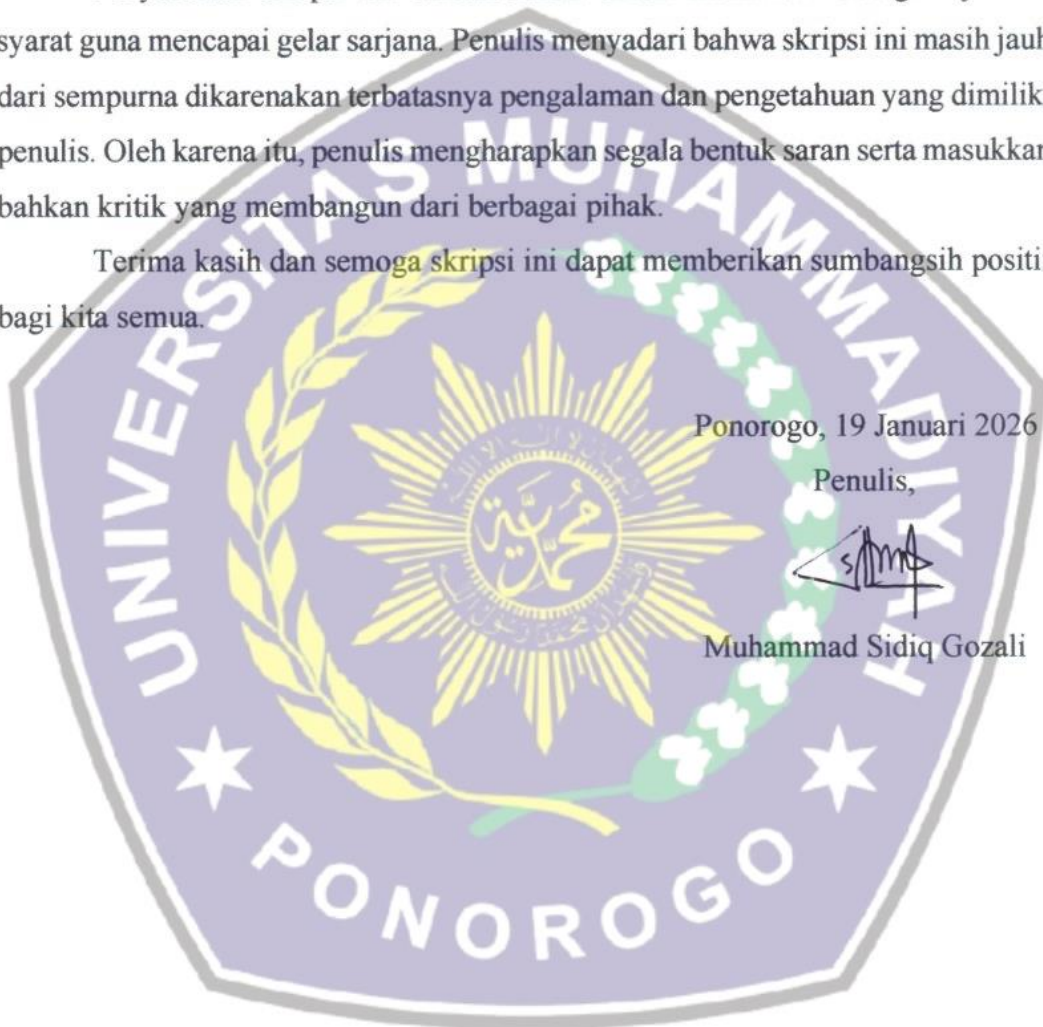 syarat guna mencapai gelar sarjana. Penulis menyadari bahwa skripsi ini masih jauh
dari sempurna dikarenakan terbatasnya pengalaman dan pengetahuan yang dimilik
penulis. Oleh karena itu, penulis mengharapkan segala bentuk saran serta masukkan
bahkan kritik yang membangun dari berbagai pihak.
Terima kasih dan semoga skripsi ini dapat memberikan sumbangsih positi
bagi kita semua.
Ponorogo, 19 Januari 2026
Penulis,
Muhammad Sidiq Gozali
UNIVERSITAS MUHAMMADIYAH
PONOROGO
محمدية